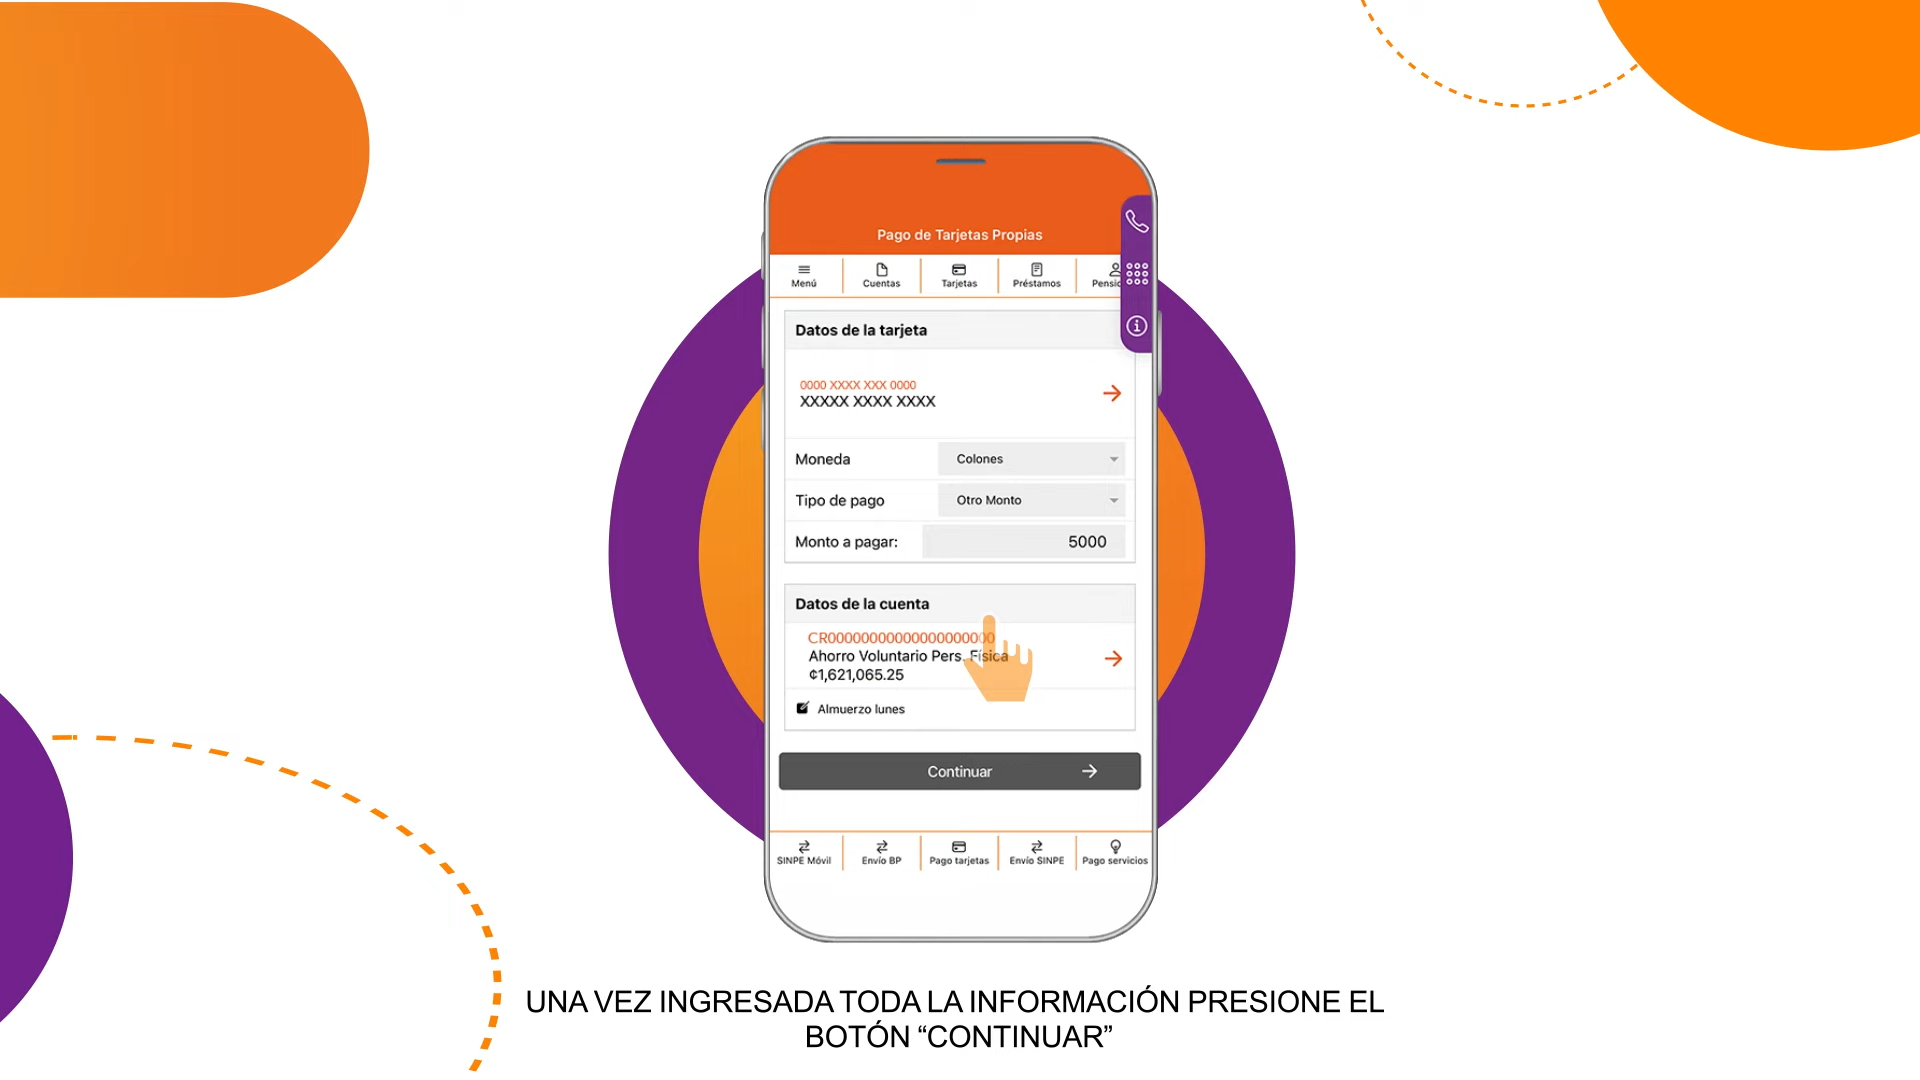 Pago de Tarjetas Propias
Menú
Cuentas
Tarjetas
Préstamos
Datos de la tarjeta
0000 XXXX XXX 0000
XXXXX XXXX XXXX
Moneda
Colones
Tipo de pago
Otro Monto
Monto a pagar:
5000
Datos de la cuenta
CR00000000000000000000
Ahorro Voluntario Pers. Física
¢1,621,065.25
Almuerzo lunes
Continuar
SINPE Móvil
Envío BP
Pago tarjetas
Envío SINPE
Pago servicios
UNA VEZ INGRESADA TODA LA INFORMACIÓN PRESIONE EL
BOTÓN “CONTINUAR”